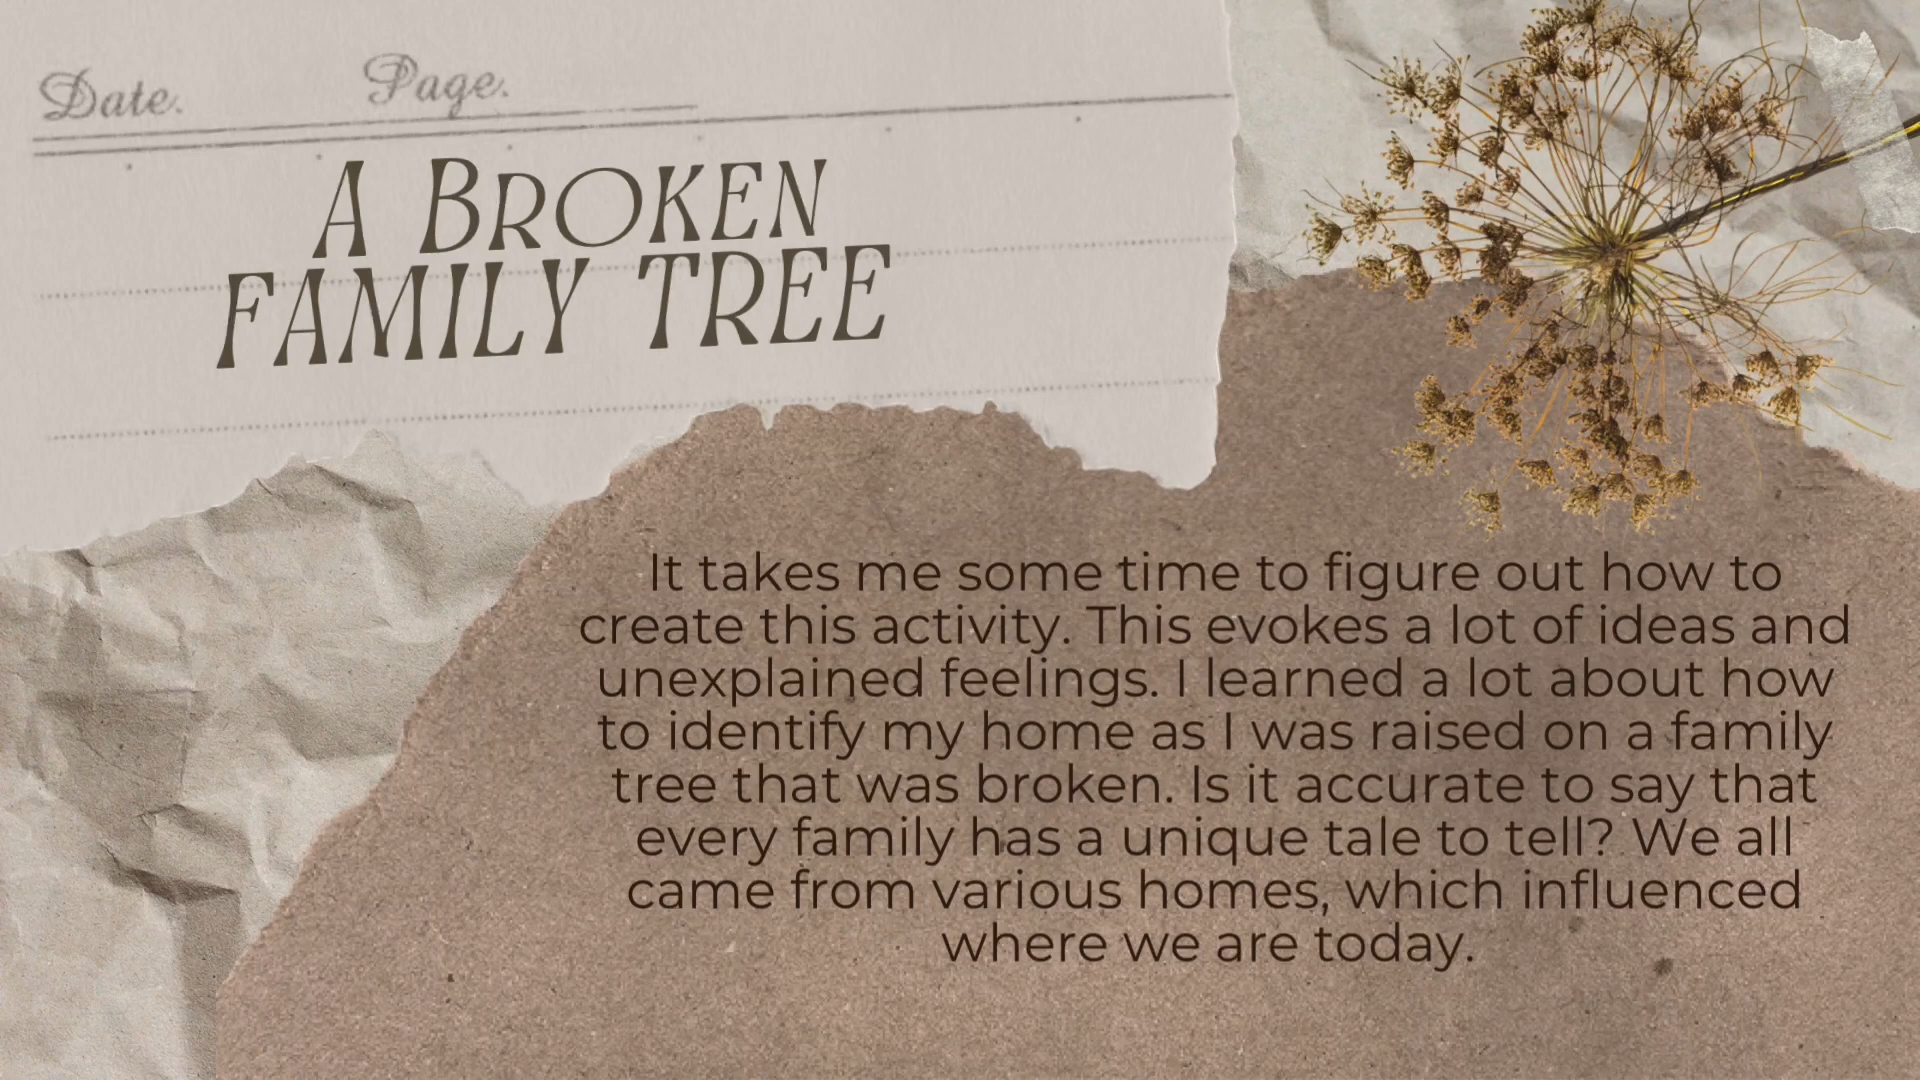 Date.
Page.
A BROKEN
FAMILY TREE
It takes me some time to figure out how to
create this activity. This evokes a lot of ideas and
unexplained feelings. I learned a lot about how
to identify my home as I was raised on a family
tree that was broken. Is it accurate to say that
every family has a unique tale to tell? We all
came from various homes, which influenced
where we are today.